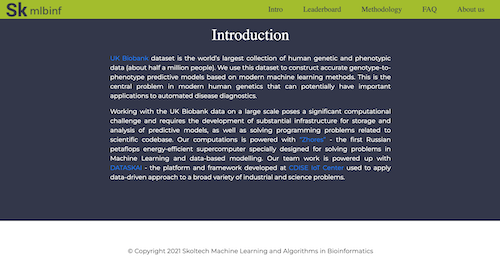 Sk mlbinf
Intro Leaderboard Methodology FAQ About us
Introduction
UK Biobank dataset is the world's largest collection of human genetic and phenotypic
data (about half a million people). We use this dataset to construct accurate genotype-to-
phenotype predictive models based on modern machine learning methods. This is the
central problem in modern human genetics that can potentially have important
applications to automated disease diagnostics.
Working with the UK Biobank data on a large scale poses a significant computational
challenge and requires the development of substantial infrastructure for storage and
analysis of predictive models, as well as solving programming problems related to
scientific codebase. Our computations is powered with "Zhores" - the first Russian
petaflops energy-efficient supercomputer specially designed for solving problems in
Machine Learning and data-based modelling. Our team work is powered up with
DATASKAI - the platform and framework developed at CDISE IoT Center used to apply
data-driven approach to a broad variety of industrial and science problems.
© Copyright 2021 Skoltech Machine Learning and Algorithms in Bioinformatics